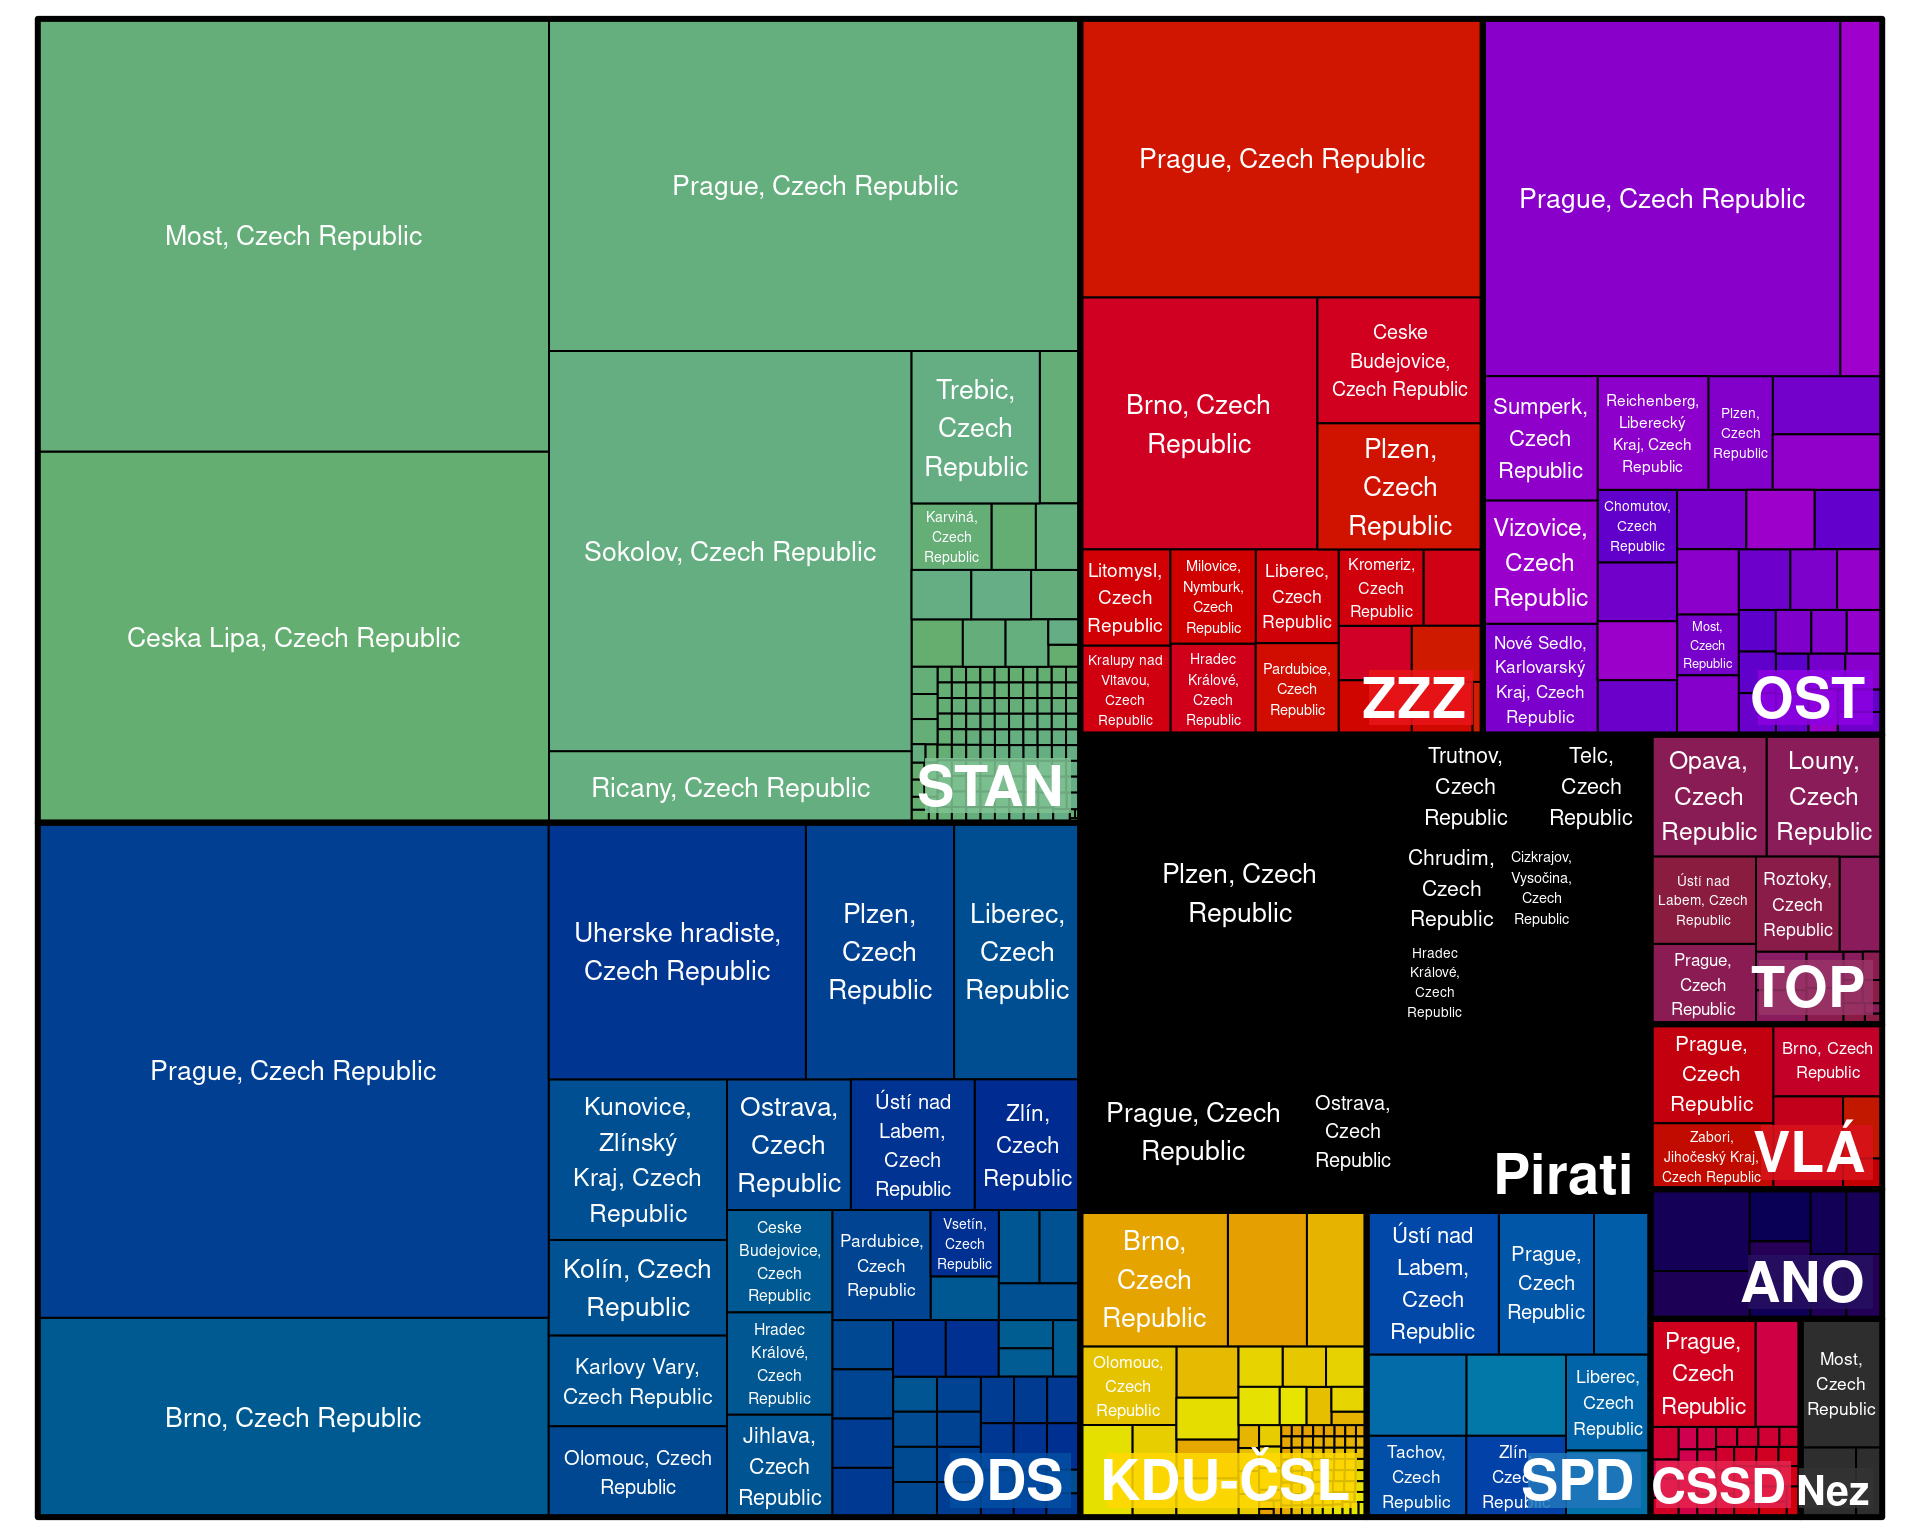 Most, Czech Republic
Ceska Lipa, Czech Republic
Prague, Czech Republic
Sokolov, Czech Republic
Ricany, Czech Republic
Trebic,
Czech
Republic
Karviná,
Czech
Republic
STAN
Prague, Czech Republic
Brno, Czech
Republic
Ceske
Budejovice,
Czech Republic
Plzen,
Czech
Republic
Litomysl,
Czech
Republic
Milovice,
Nymburk,
Czech
Republic
Liberec,
Czech
Republic
Kromeriz,
Czech
Republic
Kralupy nad
Vltavou,
Czech
Republic
Hradec
Králové,
Czech
Republic
Pardubice,
Czech
Republic
ZZZ
Prague, Czech Republic
Sumperk,
Czech
Republic
Reichenberg,
Liberecký
Kraj, Czech
Republic
Plzen,
Czech
Republic
Vizovice,
Czech
Republic
Chomutov,
Czech
Republic
Nové Sedlo,
Karlovarský
Kraj, Czech
Republic
Most,
Czech
Republic
OST
Prague, Czech Republic
Brno, Czech Republic
Uherske hradiste,
Czech Republic
Plzen,
Czech
Republic
Liberec,
Czech
Republic
Kunovice,
Zlínský
Kraj, Czech
Republic
Kolín, Czech
Republic
Karlovy Vary,
Czech Republic
Olomouc, Czech
Republic
Ostrava,
Czech
Republic
Ústí nad
Labem,
Czech
Republic
Zlín,
Czech
Republic
Ceske
Budejovice,
Czech
Republic
Hradec
Králové,
Czech
Republic
Jihlava,
Czech
Republic
Pardubice,
Czech
Republic
Vsetín,
Czech
Republic
ODS
Plzen, Czech
Republic
Prague, Czech
Republic
Ostrava,
Czech
Republic
Trutnov,
Czech
Republic
Telc,
Czech
Republic
Chrudim,
Czech
Republic
Cizkrajov,
Vysočina,
Czech
Republic
Hradec
Králové,
Czech
Republic
Pirati
Opava,
Czech
Republic
Louny,
Czech
Republic
Ústí nad
Labem, Czech
Republic
Roztoky,
Czech
Republic
Prague,
Czech
Republic
TOP
Prague,
Czech
Republic
Brno, Czech
Republic
Zabori,
Jihočeský Kraj,
Czech Republic
VLÁ
ANO
Brno,
Czech
Republic
Olomouc,
Czech
Republic
KDU-ČSL
Ústí nad
Labem,
Czech
Republic
Prague,
Czech
Republic
Liberec,
Czech
Republic
Tachov,
Czech
Republic
Zlín
SPD
Prague,
Czech
Republic
CSSD
Most,
Czech
Republic
Nez